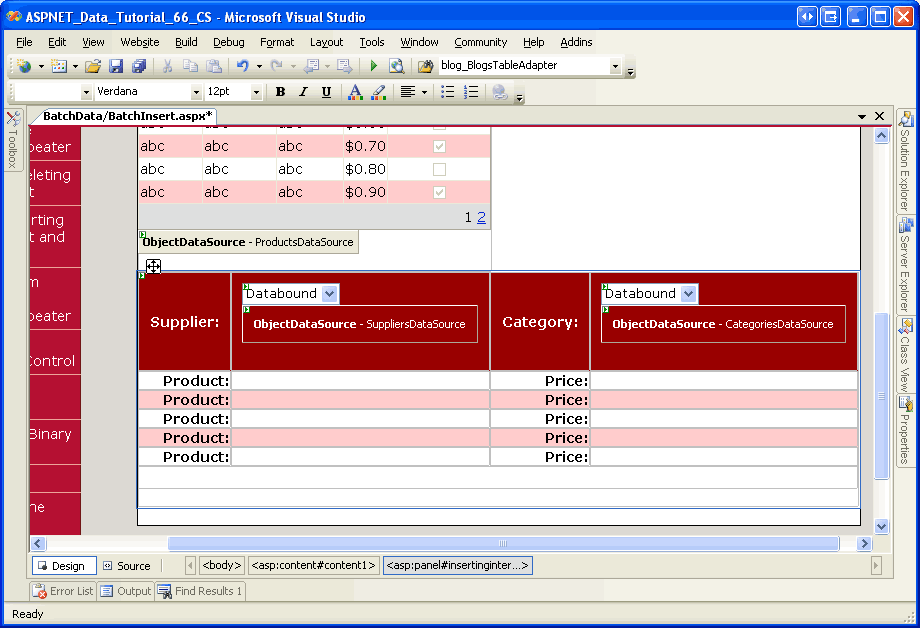 ASPNET_Data_Tutorial_66_CS - Microsoft Visual Studio
File Edit View Website Build Debug Format Layout Tools Window Community Help Addins
blog_BlogsTableAdapter
Verdana 12pt B I U A
BatchData/BatchInsert.aspx*
Toolbox
Solution Explorer
Server Explorer
Class View
Properties
eater
eleting
t
rting
t and
m
eater
Control
Binary
ne
abc abc abc $0.70
abc abc abc $0.80
abc abc abc $0.90
1 2
ObjectDataSource - ProductsDataSource
Supplier: Databound Category: Databound
ObjectDataSource - SuppliersDataSource ObjectDataSource - CategoriesDataSource
Product: Price:
Product: Price:
Product: Price:
Product: Price:
Product: Price:
Design Source <body> <asp:content#content1> <asp:panel#insertinginter...>
Error List Output Find Results 1
Ready